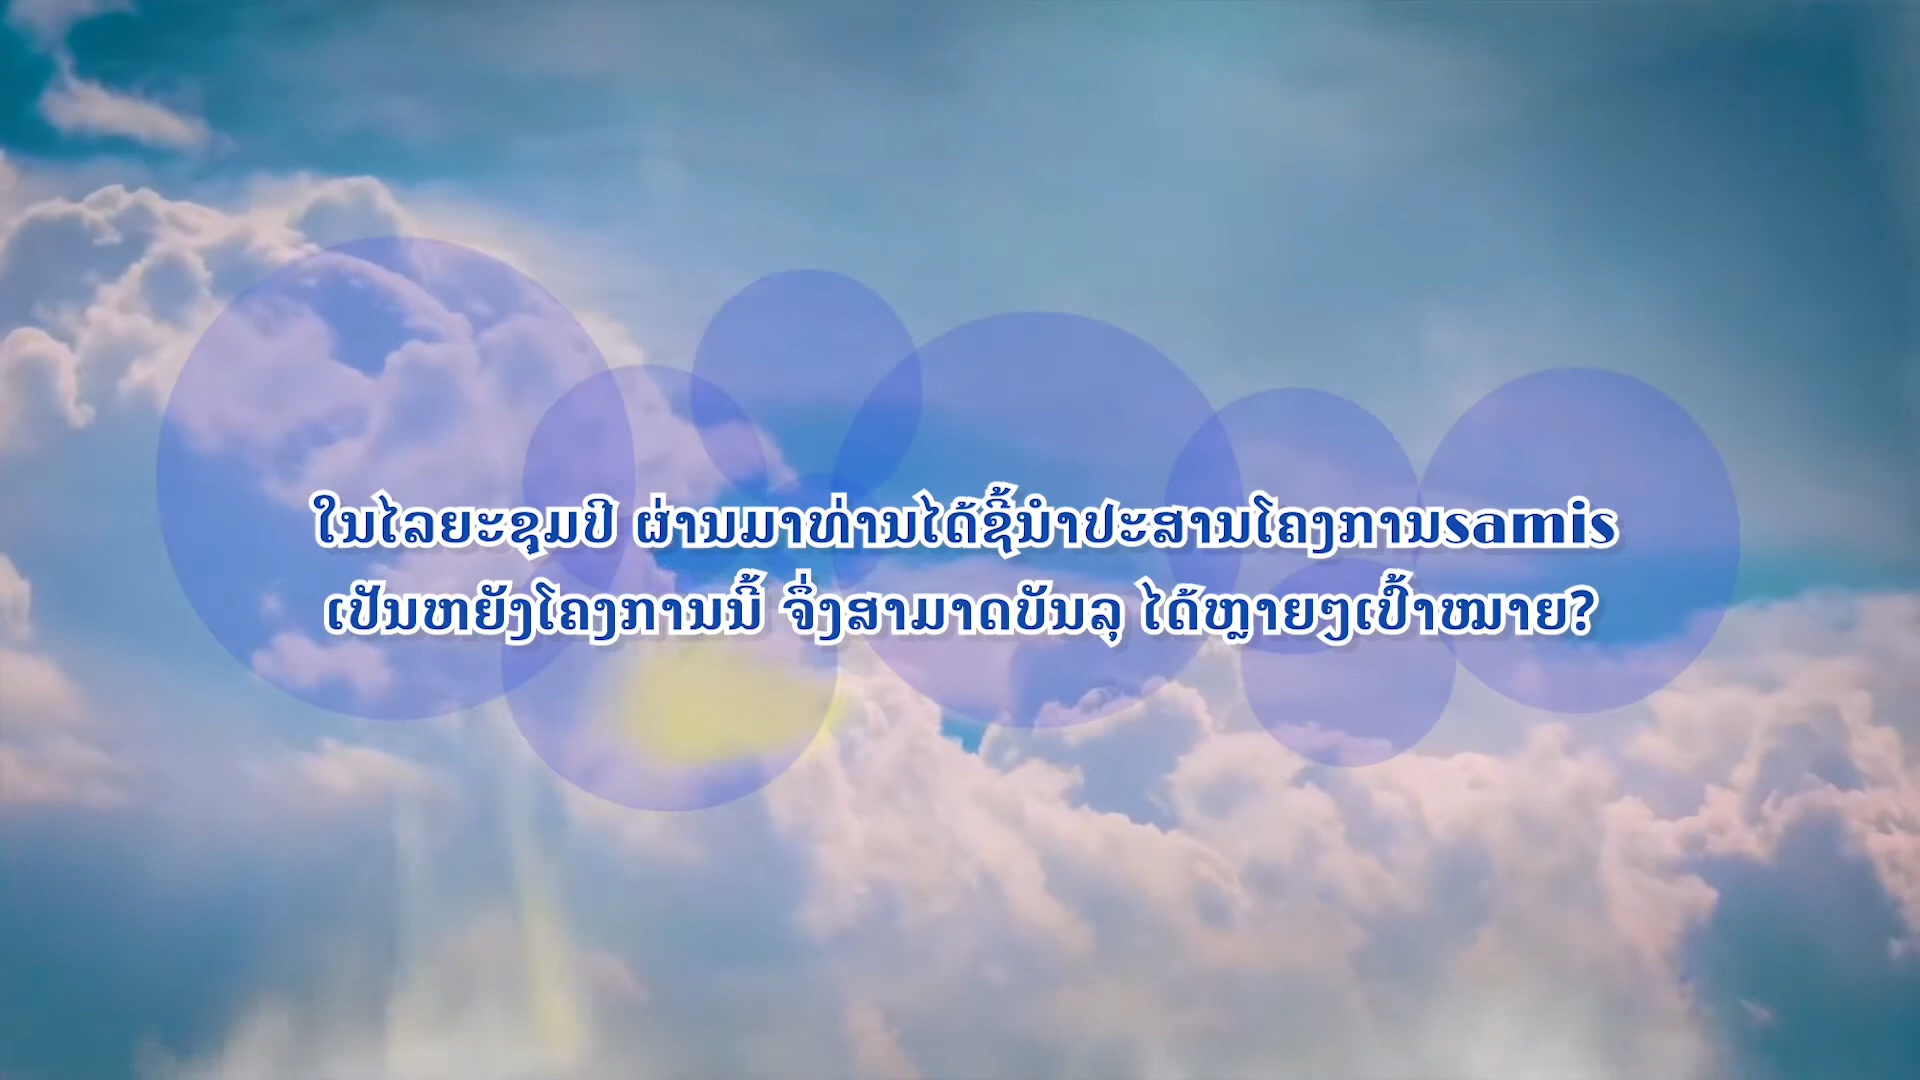 ໃນໄລຍະຊຸມປີ ຜ່ານມາທ່ານໄດ້ຊີ້ນຳປະສານໂຄງການsamis
ເປັນຫຍັງໂຄງການນີ້ ຈຶ່ງສາມາດບັນລຸ ໄດ້ຫຼາຍໆເປົ້າໝາຍ?